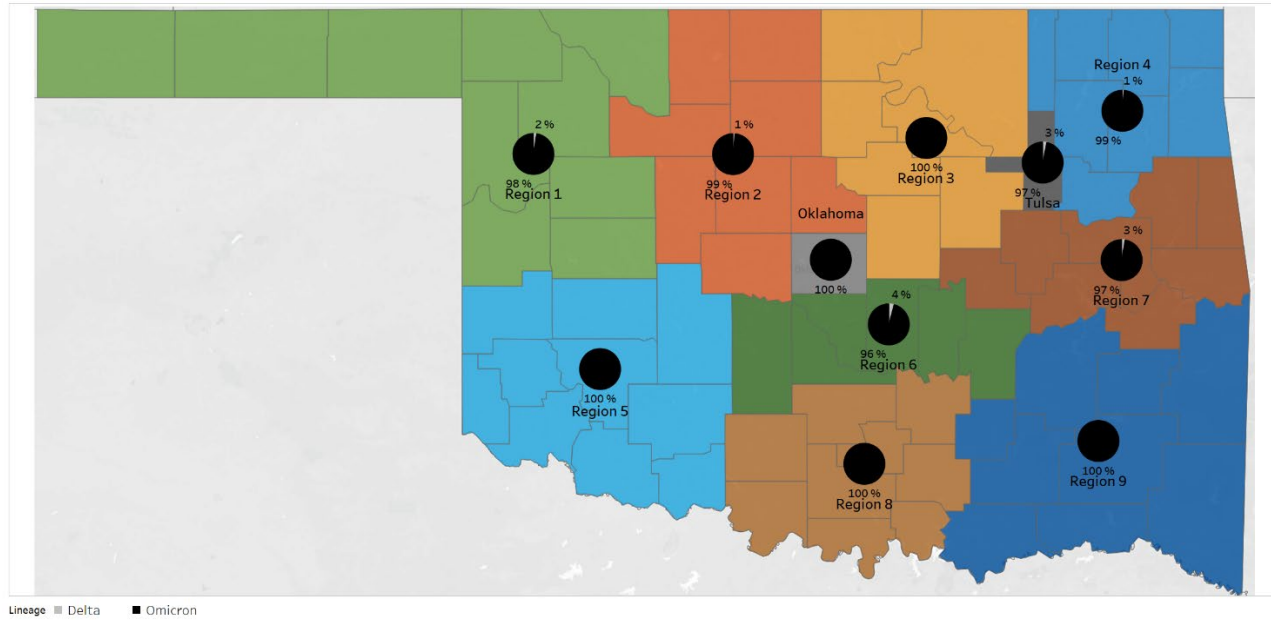 Region 4
1 %
99 %
2 %
98 %
Region 1
1 %
99 %
Region 2
100 %
Region 3
3 %
97 %
Tulsa
Oklahoma
100 %
3 %
97 %
Region 7
4 %
96 %
Region 6
100 %
Region 5
100 %
Region 8
100 %
Region 9
Lineage Delta Omicron